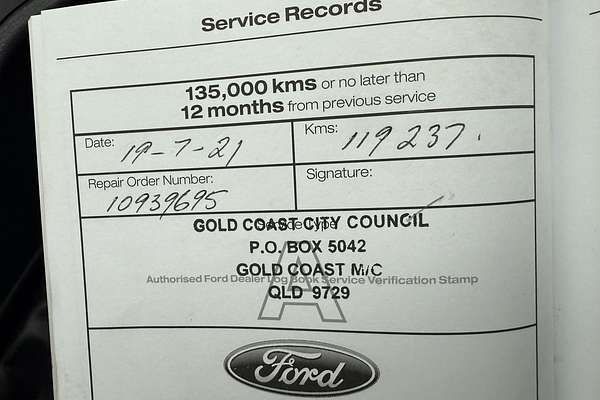 Service Records
135,000 kms or no later than
12 months from previous service
Date: 19-7-21
Kms: 119237.
Repair Order Number:
10939695
Signature:
Service Type
GOLD COAST CITY COUNCIL
P.O. BOX 5042
GOLD COAST M/C
Authorised Ford Dealer Log Book Service Verification Stamp
A
QLD 9729
Ford